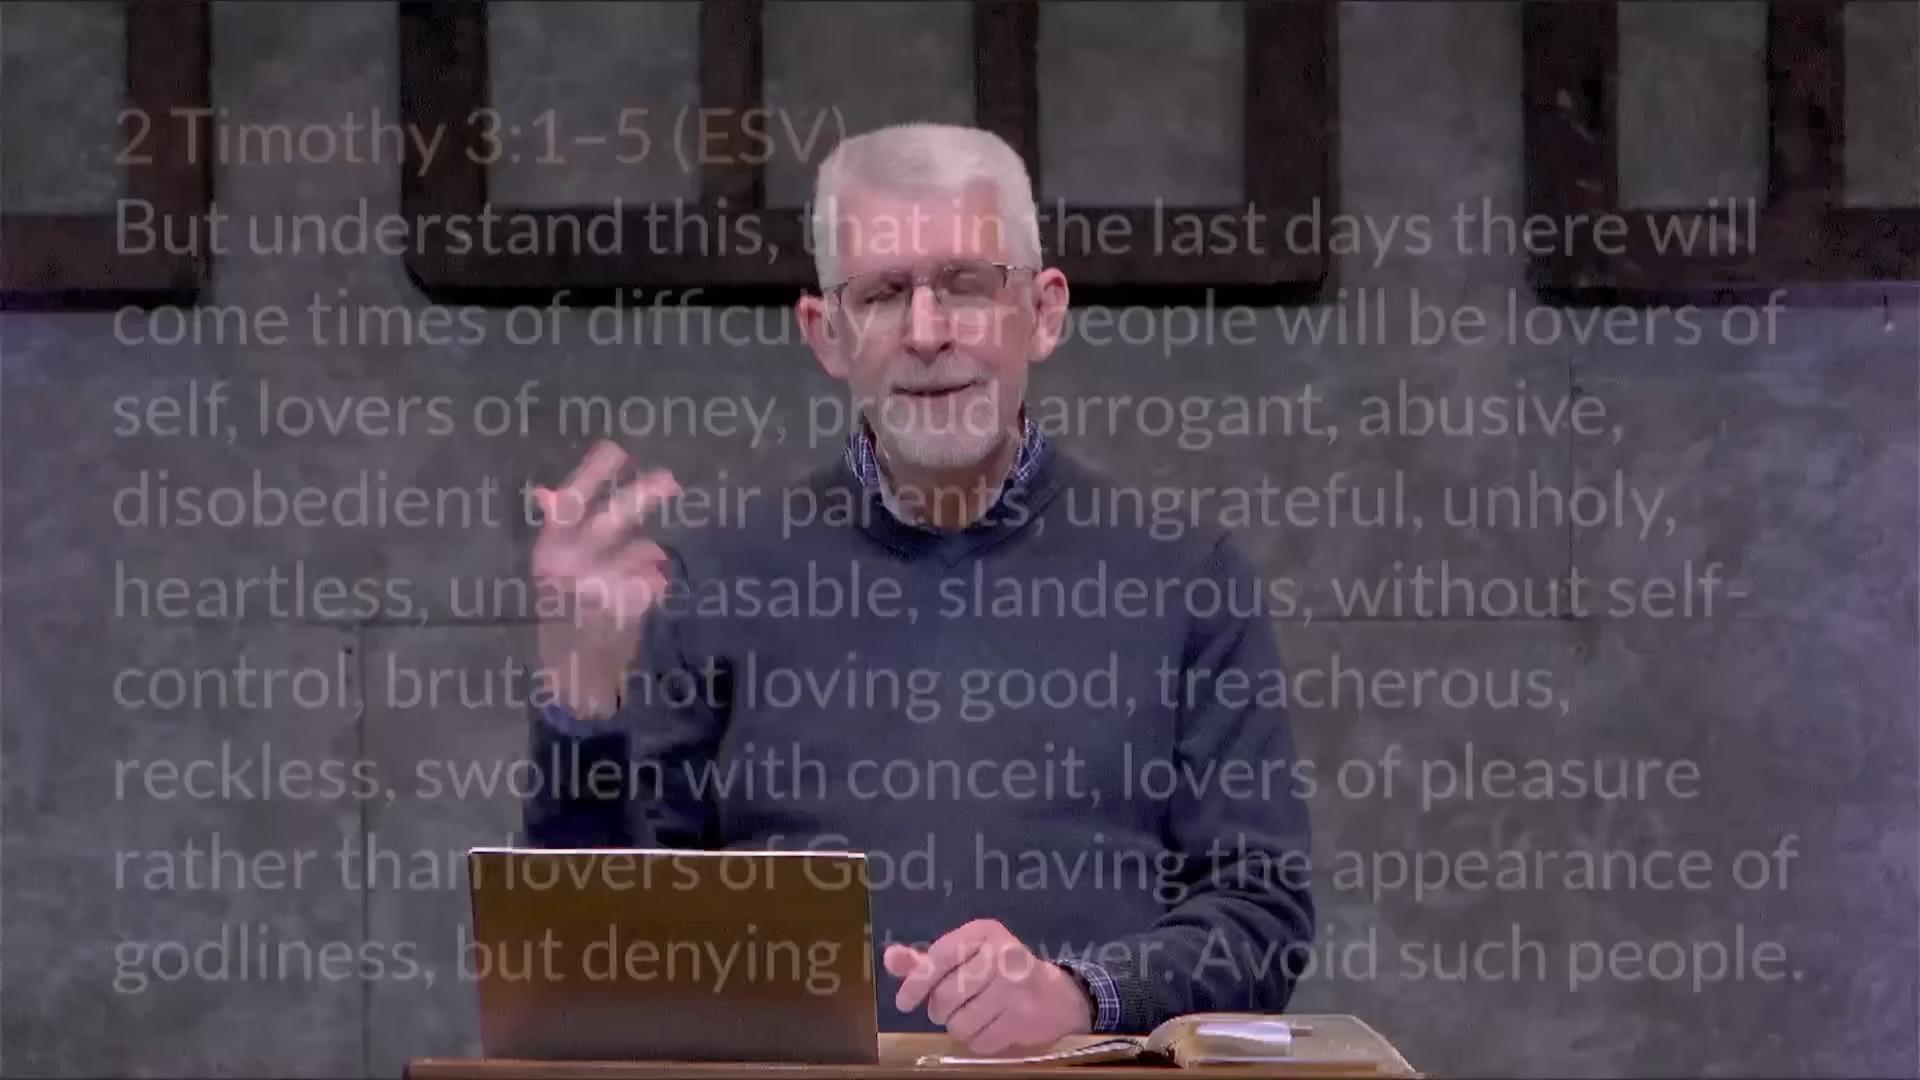 2 Timothy 3:1–5 (ESV)
But understand this, that in the last days there will
come times of difficulty. For people will be lovers of
self, lovers of money, proud, arrogant, abusive,
disobedient to their parents, ungrateful, unholy,
heartless, unappeasable, slanderous, without self-
control, brutal, not loving good, treacherous,
reckless, swollen with conceit, lovers of pleasure
rather than lovers of God, having the appearance of
godliness, but denying its power. Avoid such people.